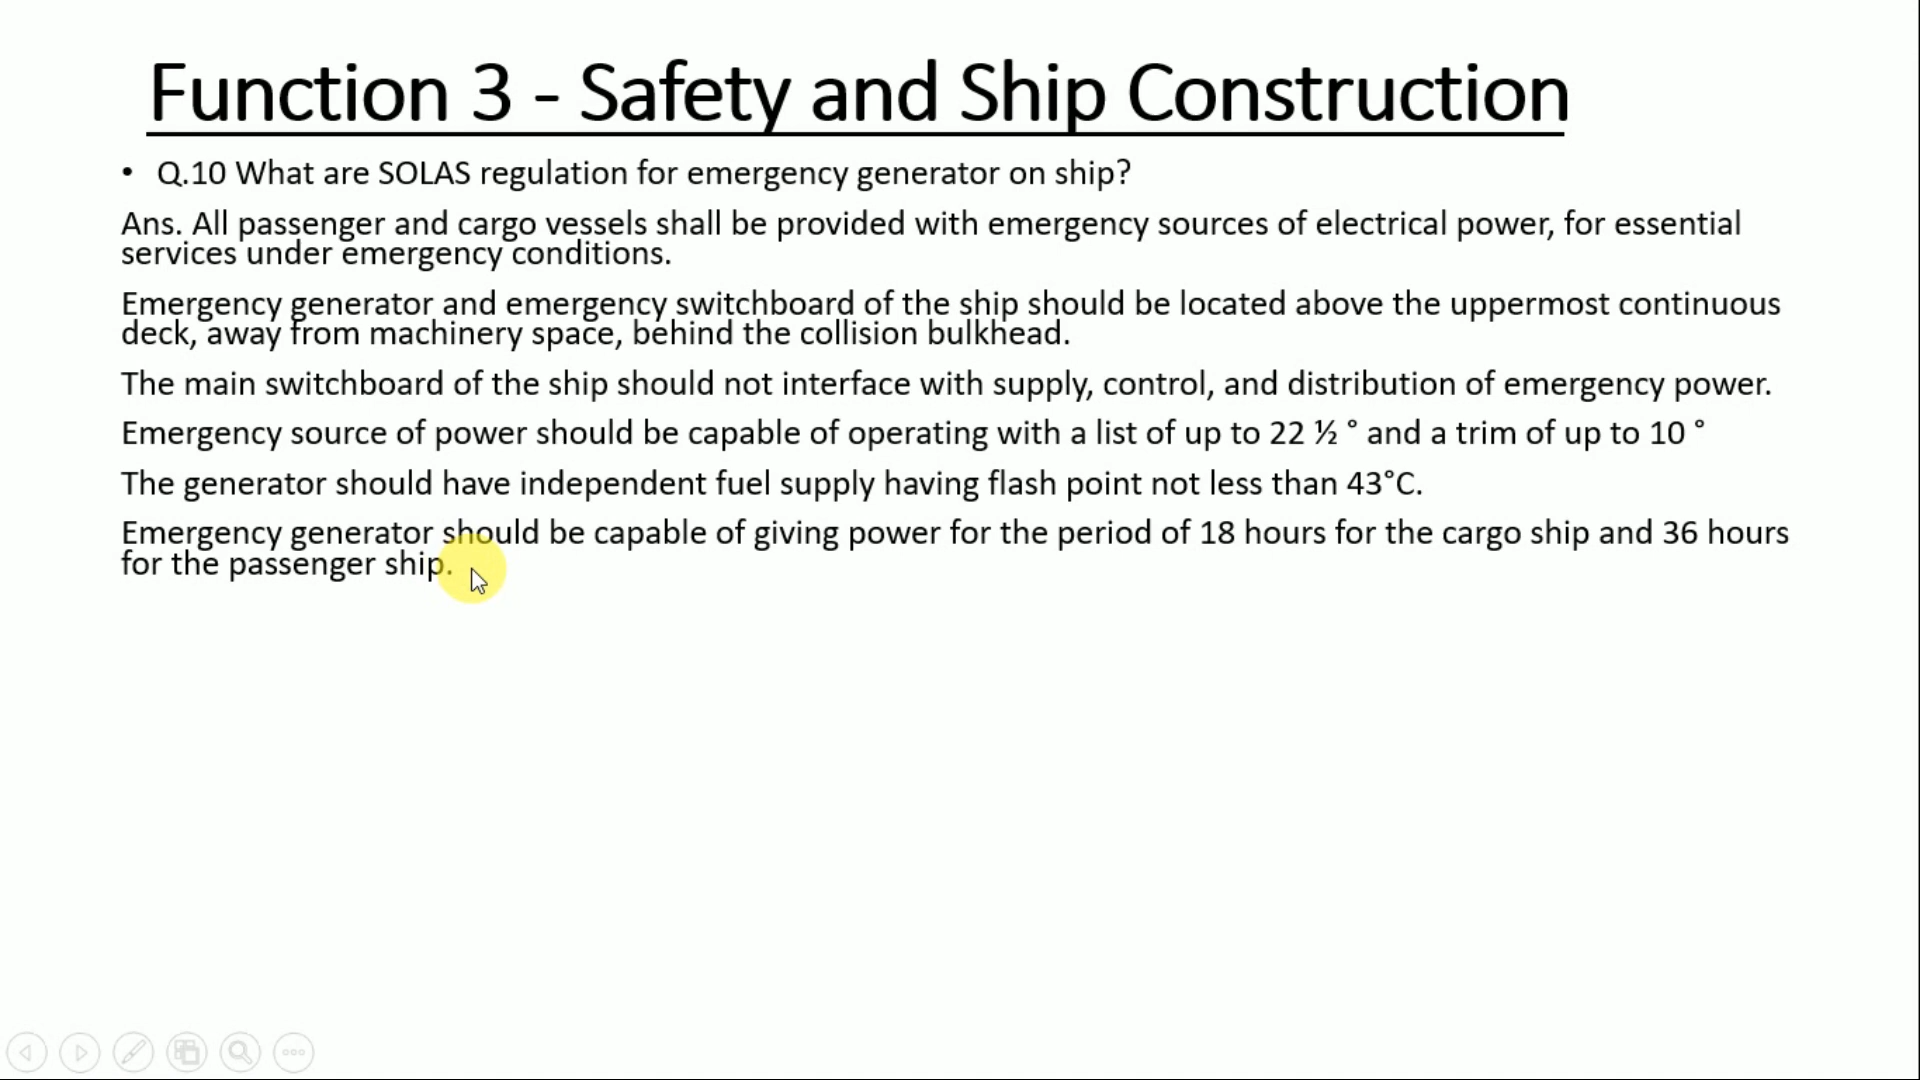 Function 3 - Safety and Ship Construction
• Q.10 What are SOLAS regulation for emergency generator on ship?
Ans. All passenger and cargo vessels shall be provided with emergency sources of electrical power, for essential
services under emergency conditions.
Emergency generator and emergency switchboard of the ship should be located above the uppermost continuous
deck, away from machinery space, behind the collision bulkhead.
The main switchboard of the ship should not interface with supply, control, and distribution of emergency power.
Emergency source of power should be capable of operating with a list of up to 22 ½ ° and a trim of up to 10 °
The generator should have independent fuel supply having flash point not less than 43°C.
Emergency generator should be capable of giving power for the period of 18 hours for the cargo ship and 36 hours
for the passenger ship.